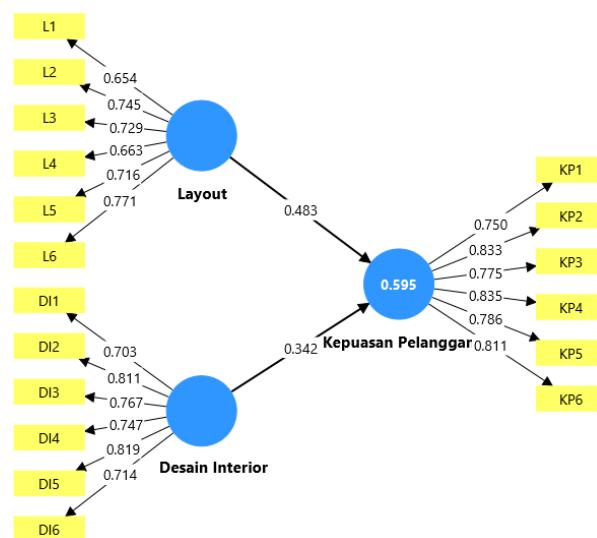 L1
L2
L3
L4
L5
L6
0.654
0.745
0.729
0.663
0.716
0.771
Layout
0.483
DI1
DI2
DI3
DI4
DI5
DI6
0.703
0.811
0.767
0.747
0.819
0.714
Desain Interior
0.342
0.595
Kepuasan Pelanggar
0.750
0.833
0.775
0.835
0.786
0.811
KP1
KP2
KP3
KP4
KP5
KP6